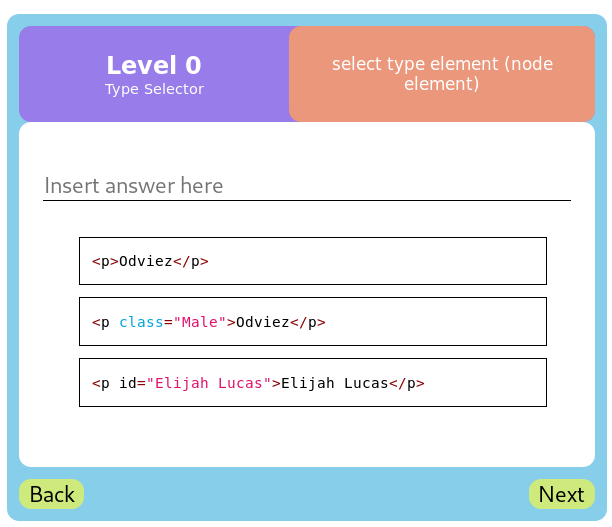 Level 0
Type Selector
select type element (node
element)
Insert answer here
<p>Odviez</p>
<p class="Male">Odviez</p>
<p id="Elijah Lucas">Elijah Lucas</p>
Back
Next